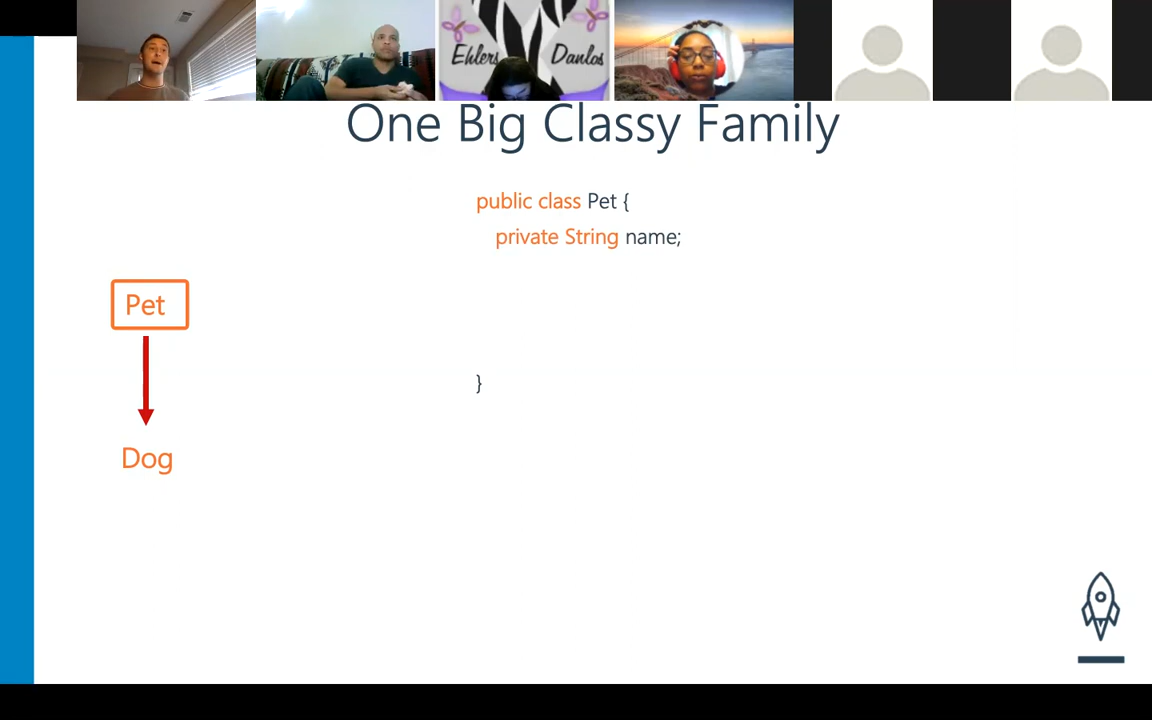 Ehlers Danlos
One Big Classy Family
public class Pet {
private String name;
Pet
}
Dog